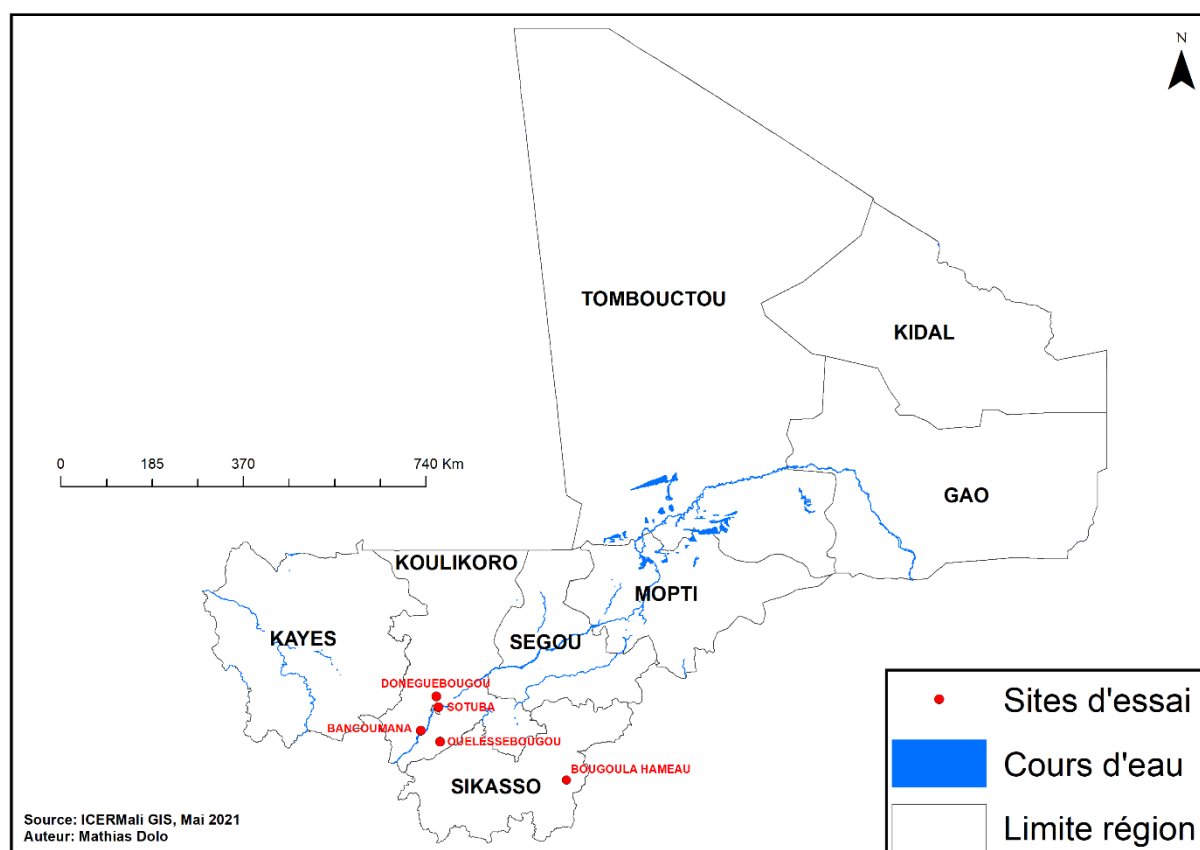 N
TOMBOUCTOU
KIDAL
0 185 370 740 Km
GAO
KOULIKORO
MOPTI
KAYES
SEGOU
DONEGUEBOUGOU
SOTUBA
BANCOUMANA
OUELESSEBOUGOU
BOUGOULA HAMEAU
SIKASSO
Sites d'essai
Cours d'eau
Limite région
Source: ICERMali GIS, Mai 2021
Auteur: Mathias Dolo